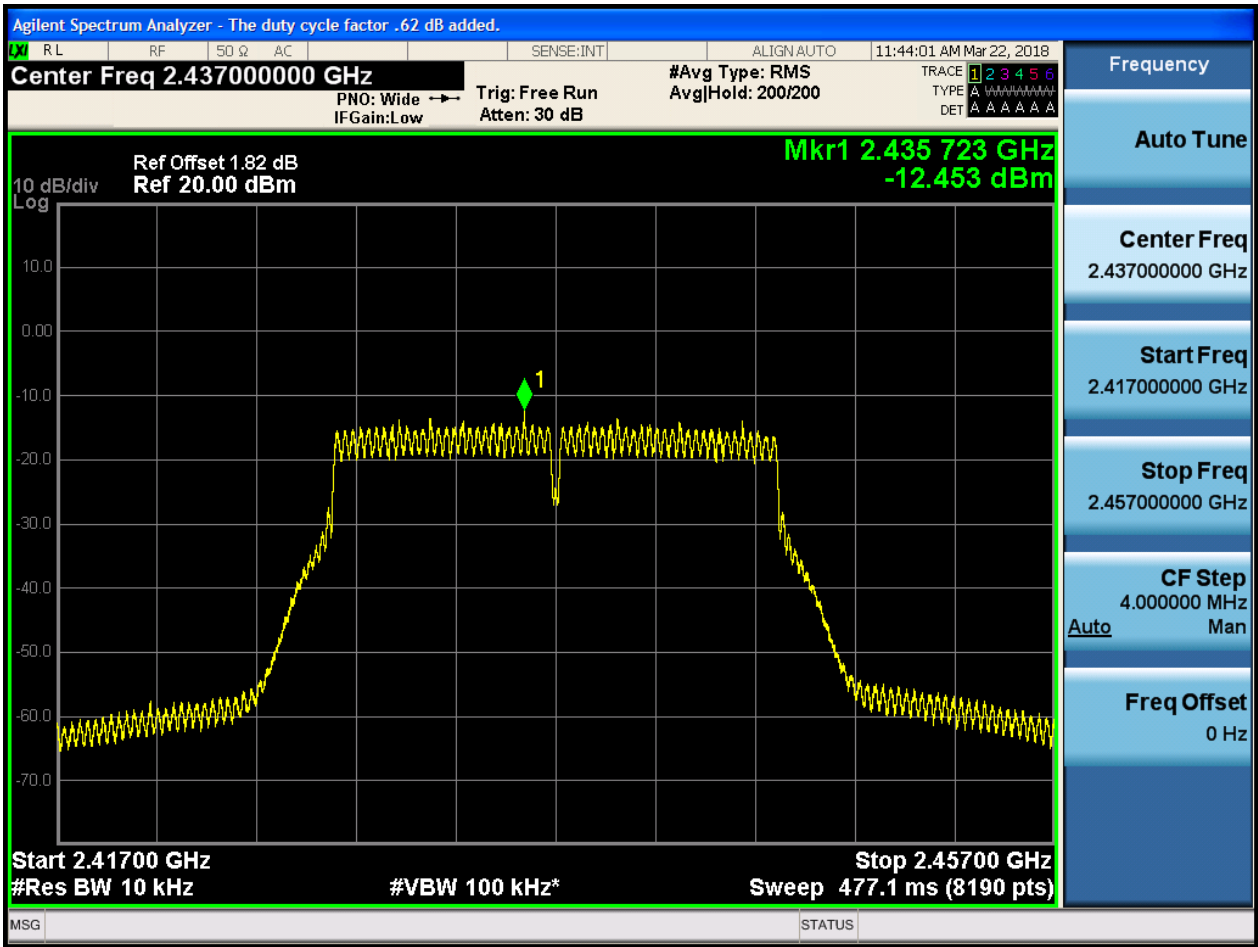 Agilent Spectrum Analyzer - The duty cycle factor .62 dB added.
LXI RL RF 50 Ω AC SENSE:INT ALIGN AUTO 11:44:01 AM Mar 22, 2018
Center Freq 2.437000000 GHz
PNO: Wide
IFGain:Low
Trig: Free Run
Atten: 30 dB
#Avg Type: RMS
Avg|Hold: 200/200
TRACE 1 2 3 4 5 6
TYPE A WWWWW
DET A A A A A A
Ref Offset 1.82 dB
10 dB/div Ref 20.00 dBm
Log
Mkr1 2.435 723 GHz
-12.453 dBm
1
10.0
0.00
-10.0
-20.0
-30.0
-40.0
-50.0
-60.0
-70.0
Start 2.41700 GHz Stop 2.45700 GHz
#Res BW 10 kHz #VBW 100 kHz* Sweep 477.1 ms (8190 pts)
MSG STATUS
Frequency
Auto Tune
Center Freq
2.437000000 GHz
Start Freq
2.417000000 GHz
Stop Freq
2.457000000 GHz
CF Step
4.000000 MHz
Auto Man
Freq Offset
0 Hz